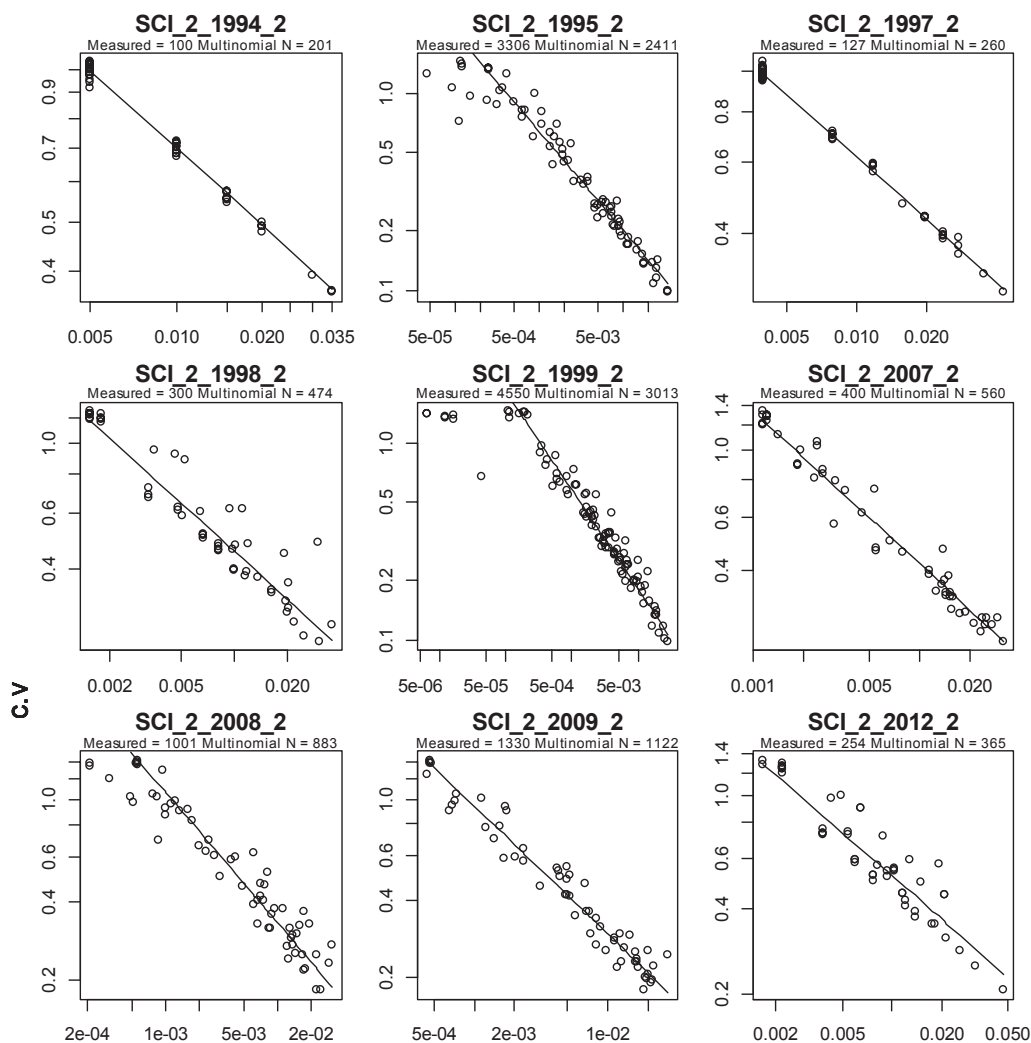 SCI_2_1994_2
Measured = 100 Multinomial N = 201
0.9
0.7
0.5
0.4
0.005 0.010 0.020 0.035
SCI_2_1995_2
Measured = 3306 Multinomial N = 2411
1.0
0.5
0.2
0.1
5e-05 5e-04 5e-03
SCI_2_1997_2
Measured = 127 Multinomial N = 260
0.8
0.6
0.4
0.005 0.010 0.020
SCI_2_1998_2
Measured = 300 Multinomial N = 474
1.0
0.6
0.4
0.002 0.005 0.020
SCI_2_1999_2
Measured = 4550 Multinomial N = 3013
1.0
0.5
0.2
0.1
5e-06 5e-05 5e-04 5e-03
SCI_2_2007_2
Measured = 400 Multinomial N = 560
1.4
1.0
0.6
0.4
0.001 0.005 0.020
C.V
SCI_2_2008_2
Measured = 1001 Multinomial N = 883
1.0
0.6
0.4
0.2
2e-04 1e-03 5e-03 2e-02
SCI_2_2009_2
Measured = 1330 Multinomial N = 1122
1.0
0.6
0.4
0.2
5e-04 2e-03 1e-02
SCI_2_2012_2
Measured = 254 Multinomial N = 365
1.4
1.0
0.6
0.4
0.2
0.002 0.005 0.020 0.050